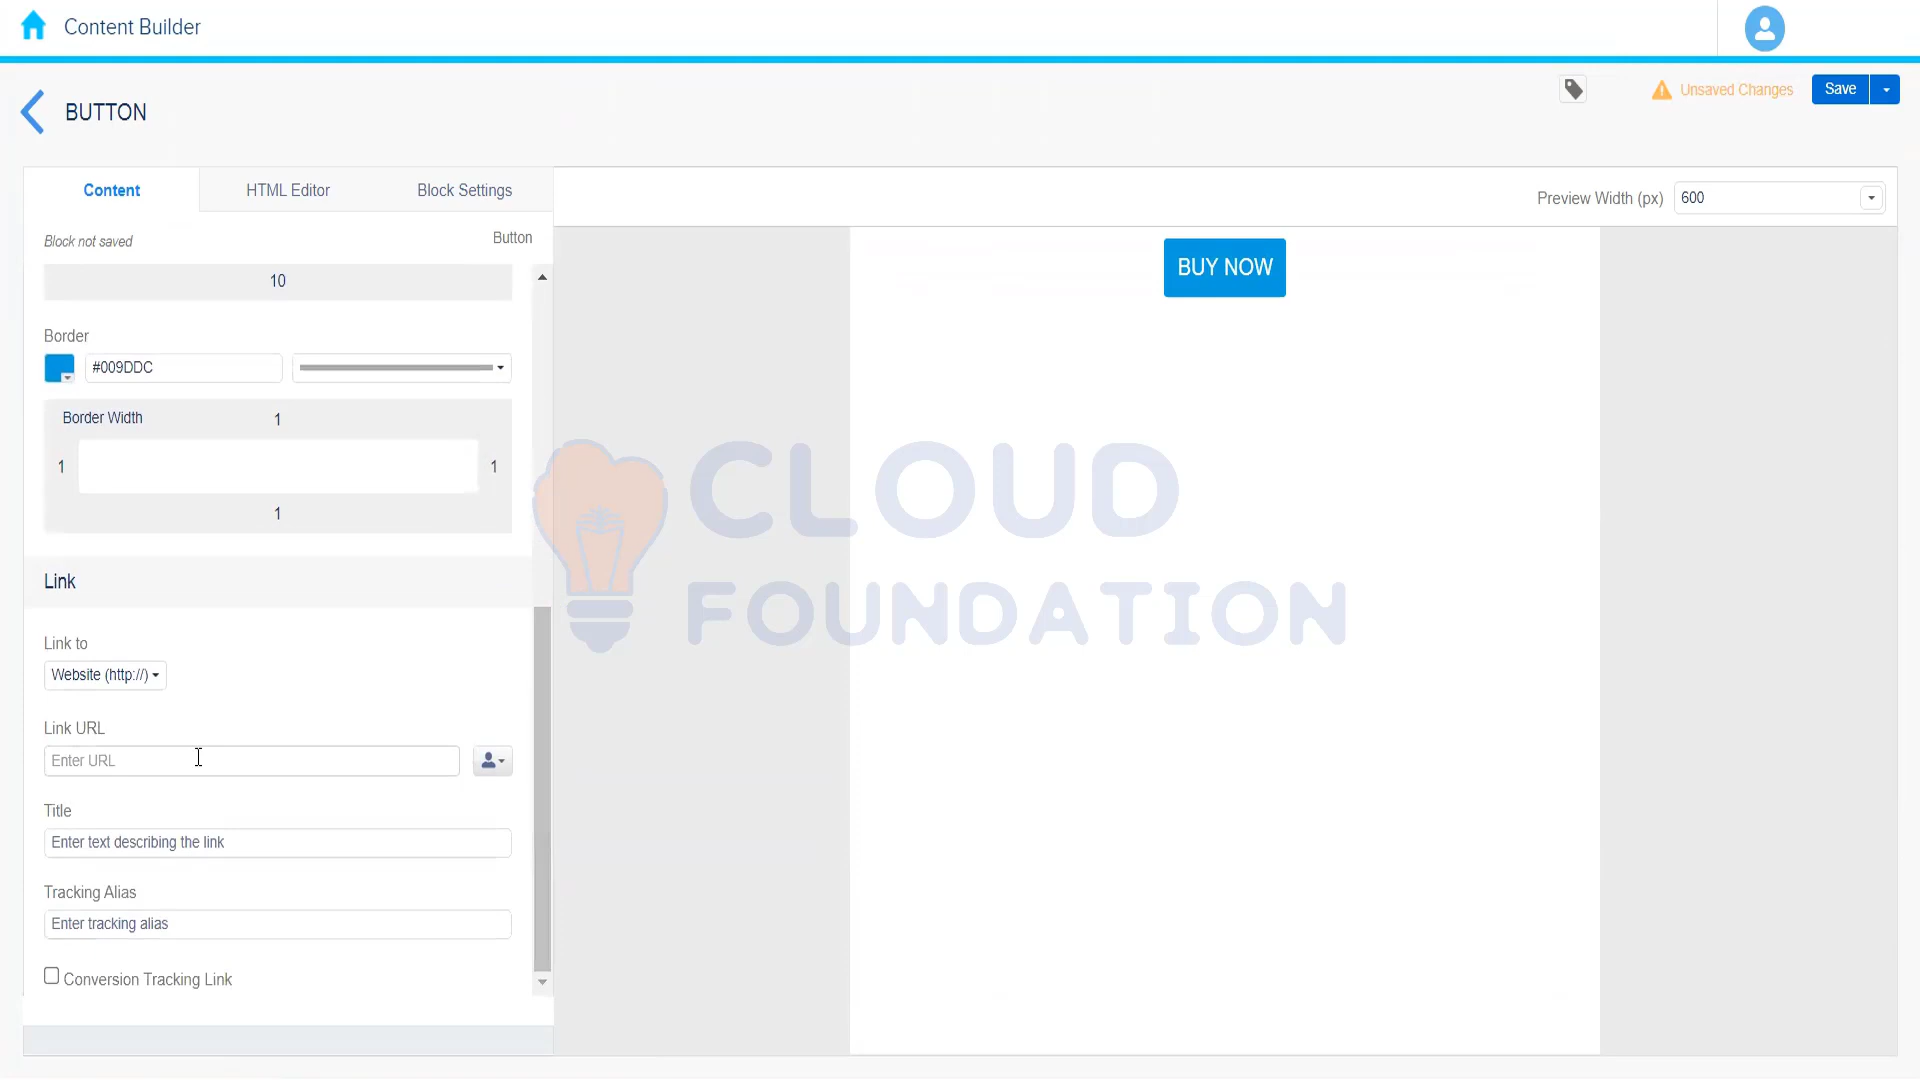 Content Builder
BUTTON
Unsaved Changes
Save
Content
HTML Editor
Block Settings
Preview Width (px)
600
Block not saved
Button
10
BUY NOW
Border
#009DDC
Border Width
1
1
1
1
CLOUD
FOUNDATION
Link
Link to
Website (http://)
Link URL
Enter URL
Title
Enter text describing the link
Tracking Alias
Enter tracking alias
Conversion Tracking Link